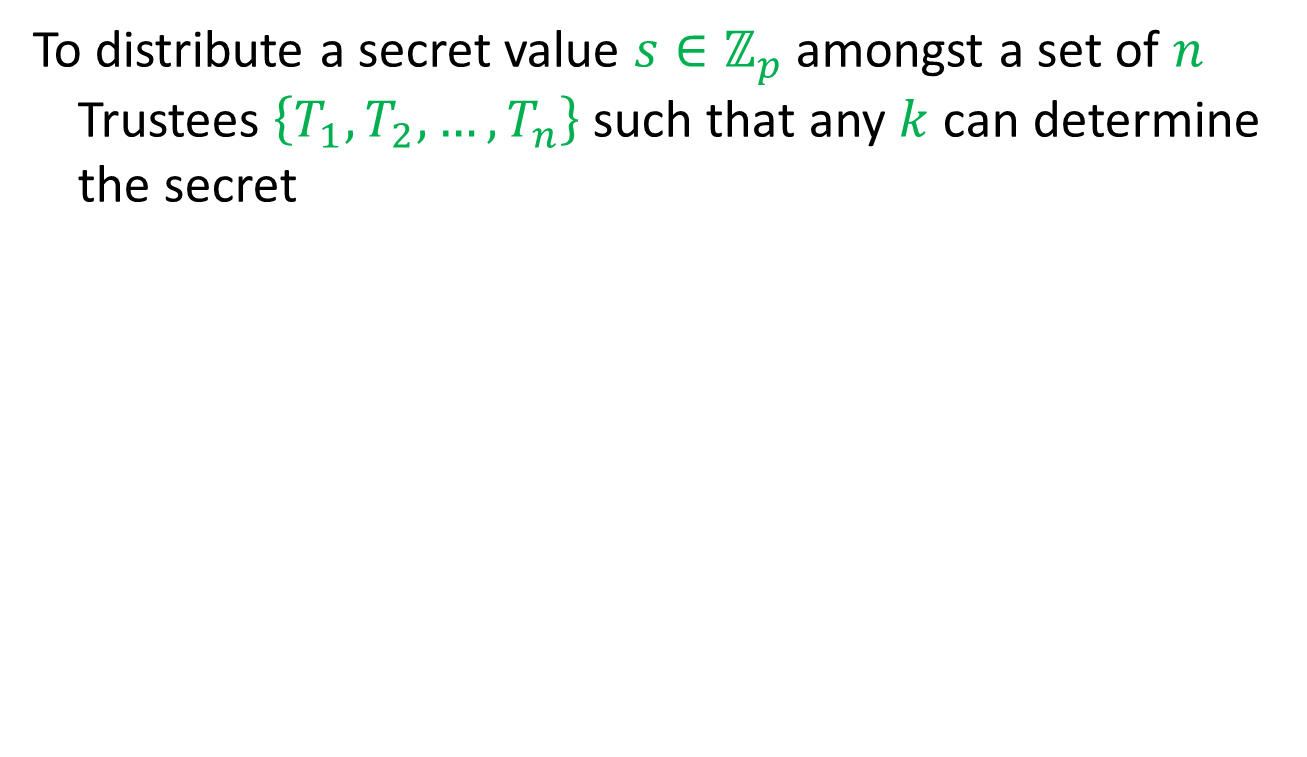 To distribute a secret value s ∈ ℤₚ amongst a set of n
Trustees {T₁, T₂, … , Tₙ} such that any k can determine
the secret